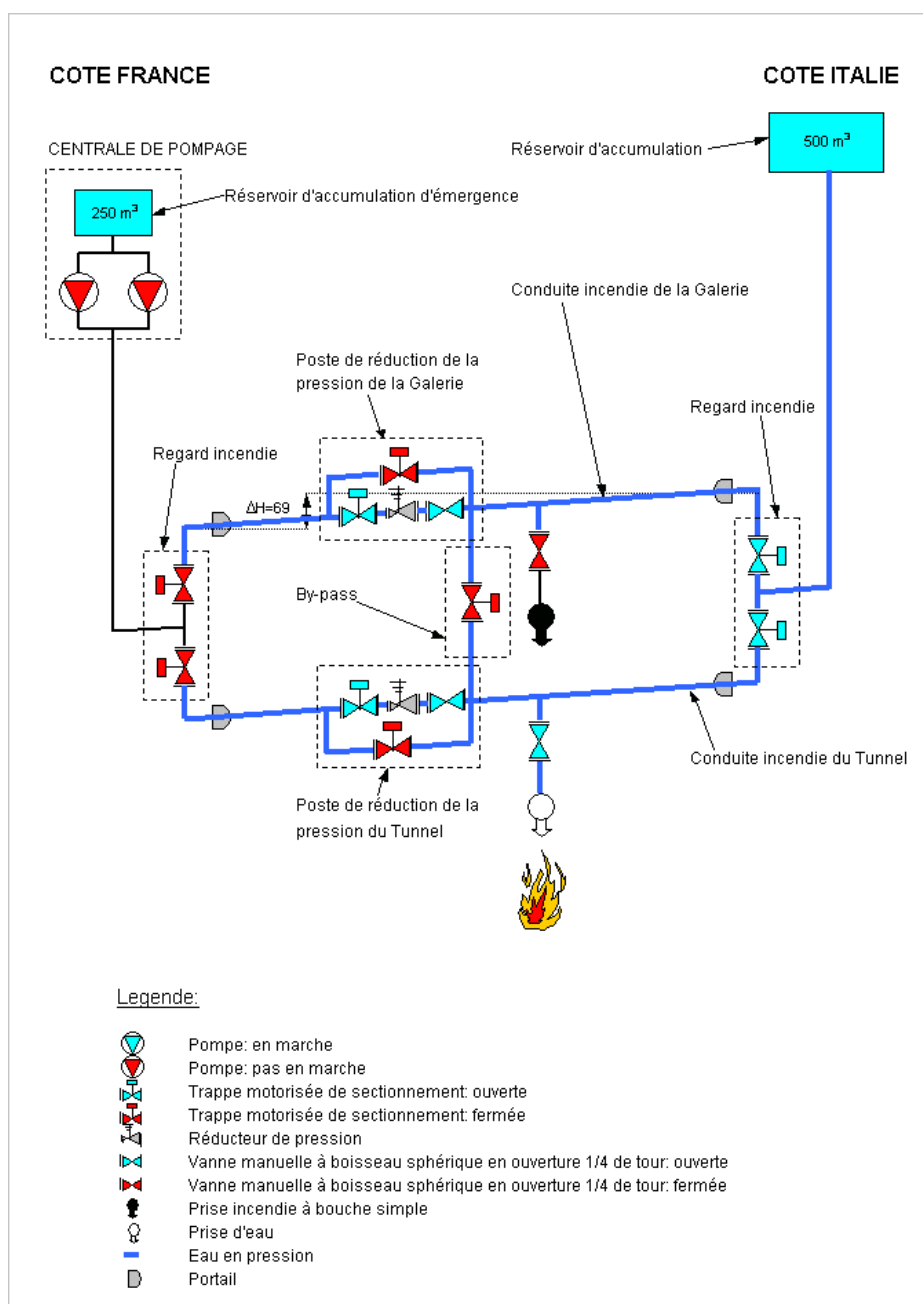 COTE FRANCE
COTE ITALIE
CENTRALE DE POMPAGE
Réservoir d'accumulation
500 m³
250 m³
Réservoir d'accumulation d'émergence
Conduite incendie de la Galerie
Poste de réduction de la
pression de la Galerie
Regard incendie
Regard incendie
ΔH=69
By-pass
Conduite incendie du Tunnel
Poste de réduction de la
pression du Tunnel
Legende:
Pompe: en marche
Pompe: pas en marche
Trappe motorisée de sectionnement: ouverte
Trappe motorisée de sectionnement: fermée
Réducteur de pression
Vanne manuelle à boisseau sphérique en ouverture 1/4 de tour: ouverte
Vanne manuelle à boisseau sphérique en ouverture 1/4 de tour: fermée
Prise incendie à bouche simple
Prise d'eau
Eau en pression
Portail